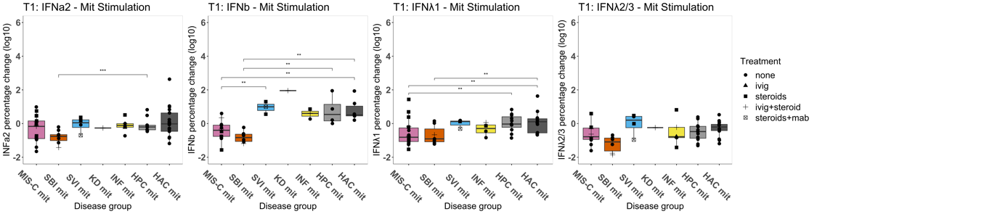 T1: IFNa2 - Mit Stimulation
INFa2 percentage change (log10)
6
4
2
0
-2
***
MIS-C mit
SBI mit
SVI mit
KD mit
INF mit
HPC mit
HAC mit
Disease group
T1: IFNb - Mit Stimulation
IFNb percentage change (log10)
6
4
2
0
-2
**
**
**
**
MIS-C mit
SBI mit
SVI mit
KD mit
INF mit
HPC mit
HAC mit
Disease group
T1: IFNλ1 - Mit Stimulation
IFNλ1 percentage change (log10)
6
4
2
0
-2
**
**
**
MIS-C mit
SBI mit
SVI mit
INF mit
HPC mit
HAC mit
Disease group
T1: IFNλ2/3 - Mit Stimulation
IFNλ2/3 percentage change (log10)
6
4
2
0
-2
MIS-C mit
SBI mit
SVI mit
KD mit
INF mit
HPC mit
HAC mit
Disease group
Treatment
none
ivig
steroids
ivig+steroid
steroids+mab